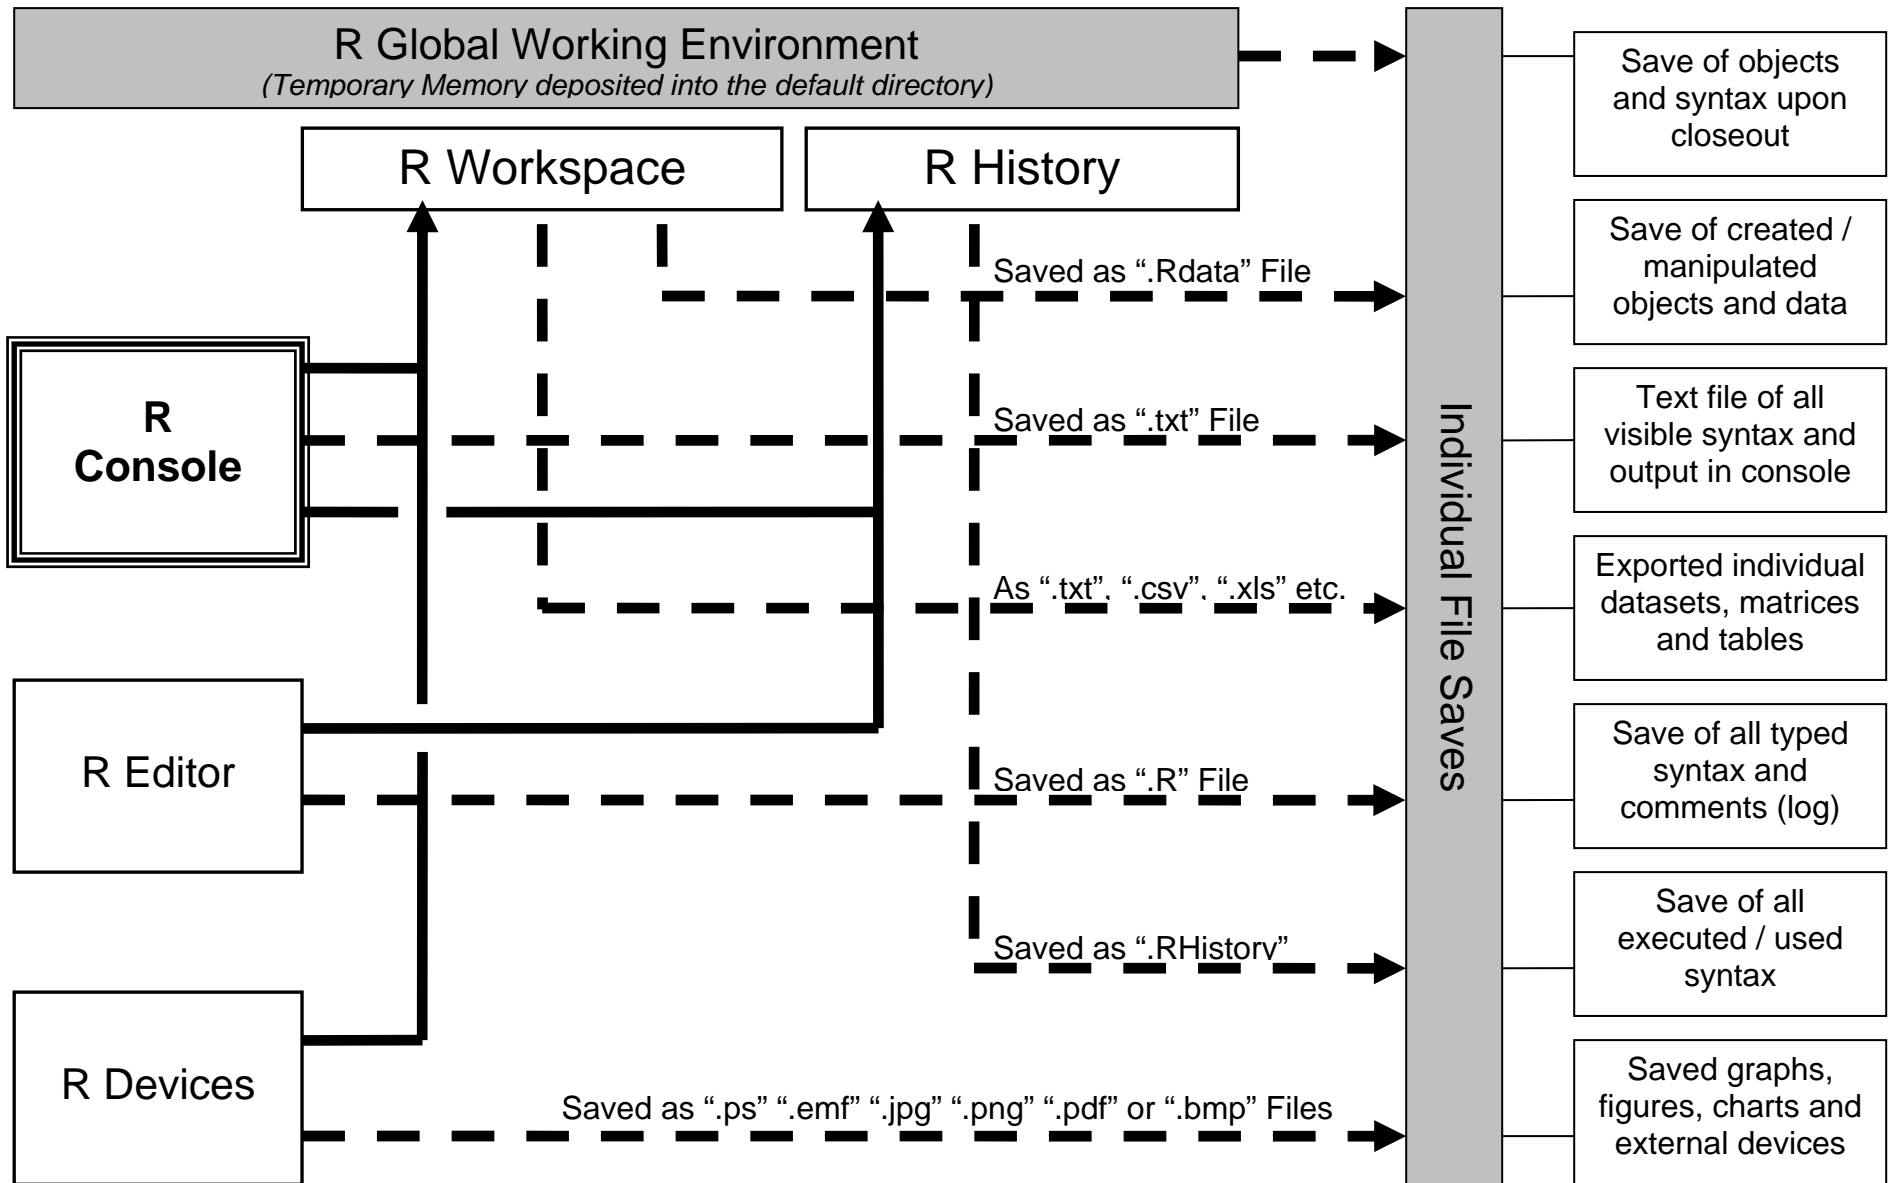 R Global Working Environment
(Temporary Memory deposited into the default directory)
R Workspace
R History
Save of objects
and syntax upon
closeout
Save of created /
manipulated
objects and data
Saved as “.Rdata” File
R
Console
Saved as “.txt” File
Text file of all
visible syntax and
output in console
Individual File Saves
As “.txt”, “.csv”, “.xls” etc.
Exported individual
datasets, matrices
and tables
R Editor
Saved as “.R” File
Save of all typed
syntax and
comments (log)
Saved as “.RHistory”
Save of all
executed / used
syntax
R Devices
Saved as “.ps” “.emf” “.jpg” “.png” “.pdf” or “.bmp” Files
Saved graphs,
figures, charts and
external devices